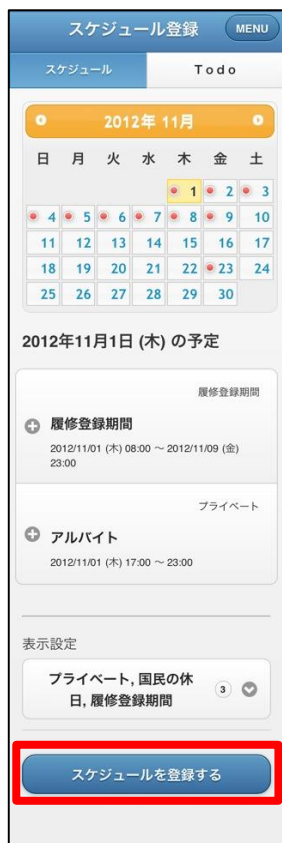 スケジュール登録 MENU
スケジュール Todo
2012年 11月
日 月 火 水 木 金 土
1 2 3
4 5 6 7 8 9 10
11 12 13 14 15 16 17
18 19 20 21 22 23 24
25 26 27 28 29 30
2012年11月1日 (木) の予定
履修登録期間
履修登録期間
2012/11/01 (木) 08:00 ～ 2012/11/09 (金)
23:00
プライベート
アルバイト
2012/11/01 (木) 17:00 ～ 23:00
表示設定
プライベート, 国民の休
日, 履修登録期間
3
スケジュールを登録する